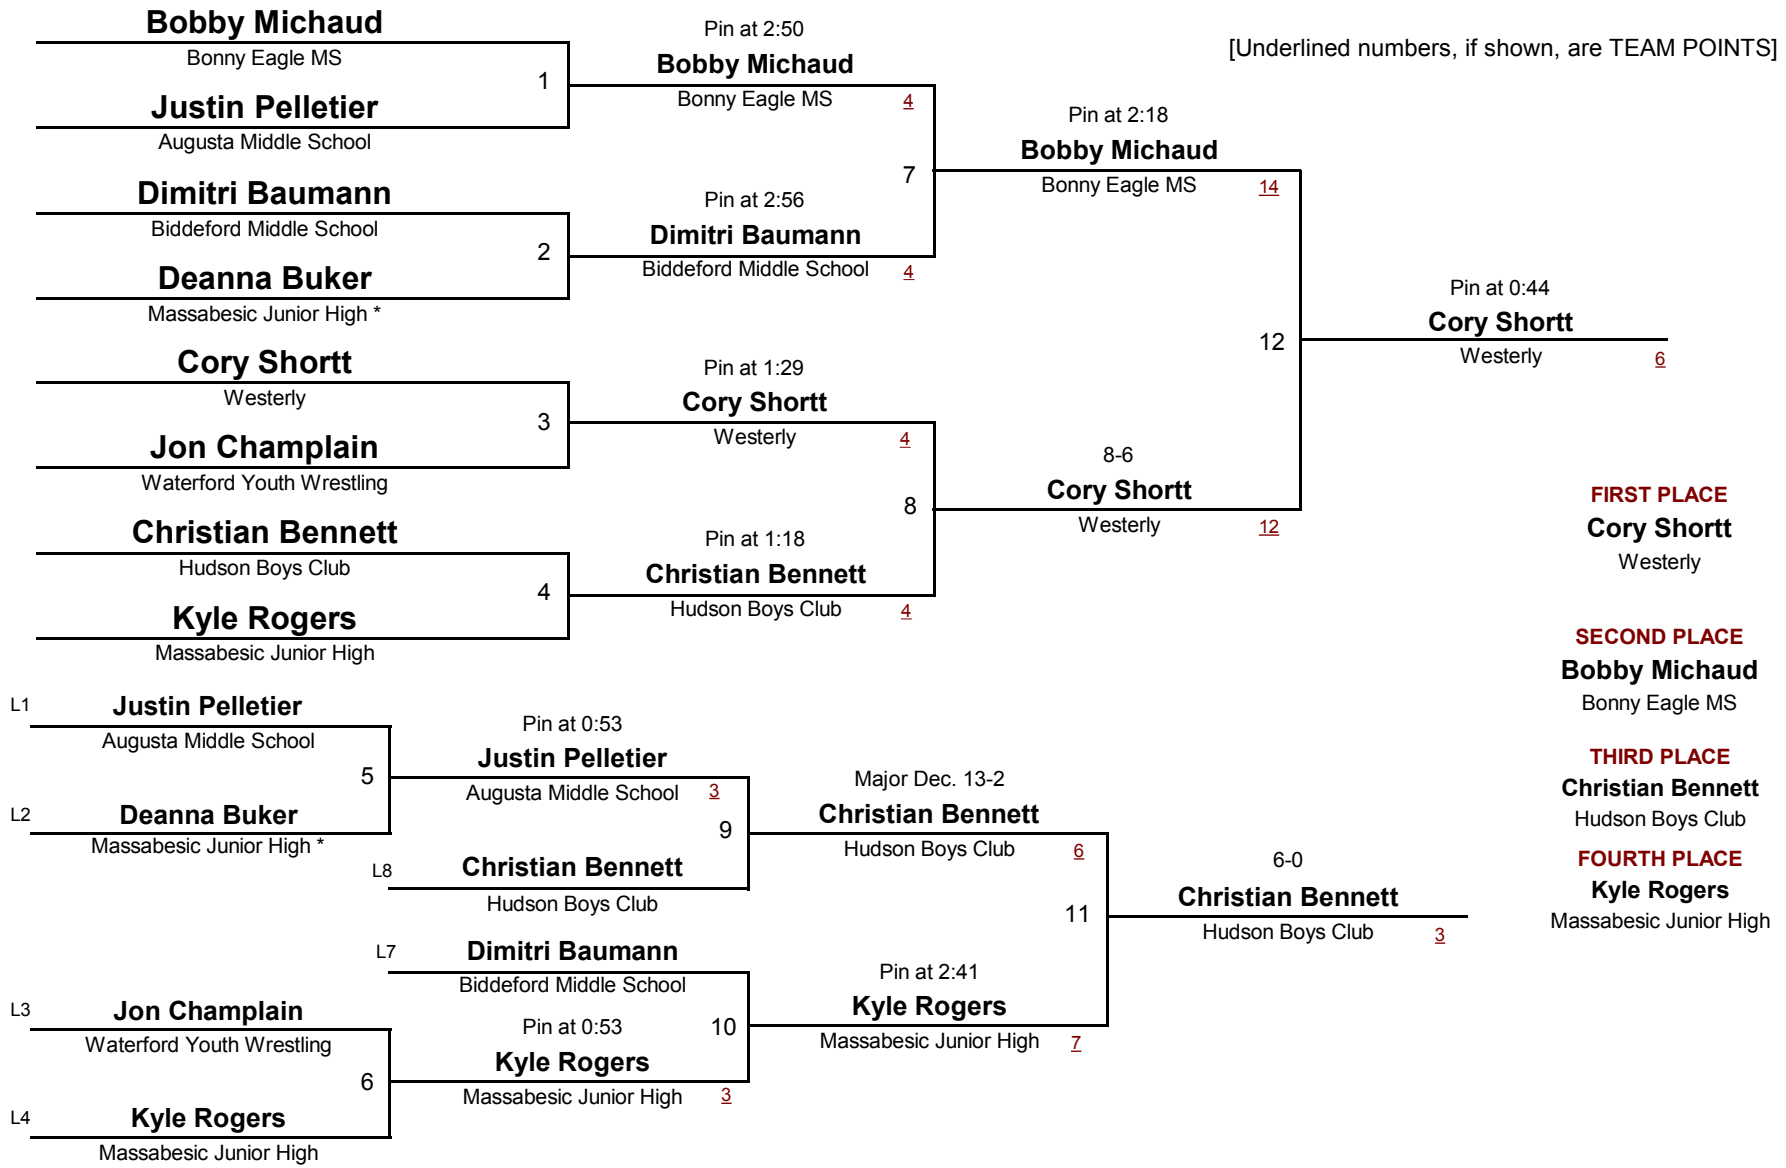 [Underlined numbers, if shown, are TEAM POINTS]
Bobby Michaud
Bonny Eagle MS
1
Justin Pelletier
Augusta Middle School
Dimitri Baumann
Biddeford Middle School
2
Deanna Buker
Massabesic Junior High *
Cory Shortt
Westerly
3
Jon Champlain
Waterford Youth Wrestling
Christian Bennett
Hudson Boys Club
4
Kyle Rogers
Massabesic Junior High
Pin at 2:50
Bobby Michaud
Bonny Eagle MS 4
7
Pin at 2:56
Dimitri Baumann
Biddeford Middle School 4
Pin at 1:29
Cory Shortt
Westerly 4
8
Pin at 1:18
Christian Bennett
Hudson Boys Club 4
Pin at 2:18
Bobby Michaud
Bonny Eagle MS 14
12
8-6
Cory Shortt
Westerly 12
Pin at 0:44
Cory Shortt
Westerly 6
FIRST PLACE
Cory Shortt
Westerly
SECOND PLACE
Bobby Michaud
Bonny Eagle MS
THIRD PLACE
Christian Bennett
Hudson Boys Club
FOURTH PLACE
Kyle Rogers
Massabesic Junior High
L1 Justin Pelletier
Augusta Middle School
5
L2 Deanna Buker
Massabesic Junior High *
L3 Jon Champlain
Waterford Youth Wrestling
6
L4 Kyle Rogers
Massabesic Junior High
Pin at 0:53
Justin Pelletier
Augusta Middle School 3
9
L8 Christian Bennett
Hudson Boys Club
L7 Dimitri Baumann
Biddeford Middle School
10
Pin at 0:53
Kyle Rogers
Massabesic Junior High 3
Major Dec. 13-2
Christian Bennett
Hudson Boys Club 6
11
Pin at 2:41
Kyle Rogers
Massabesic Junior High 7
6-0
Christian Bennett
Hudson Boys Club 3